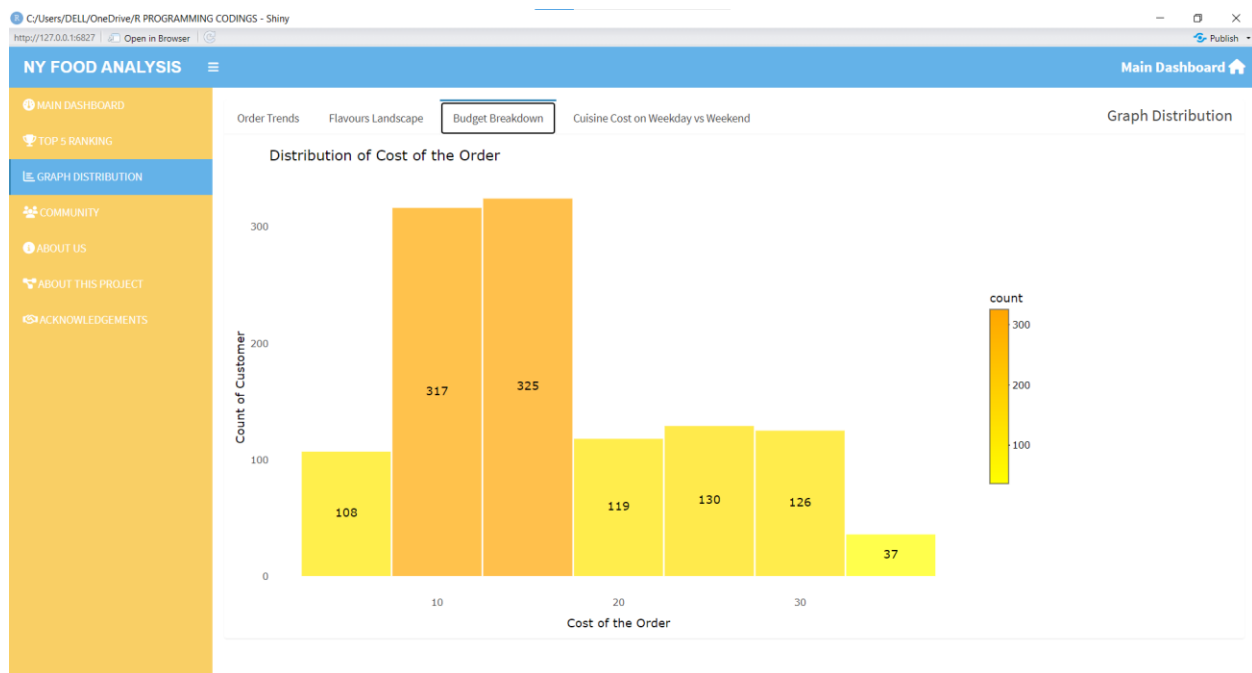 C:/Users/DELL/OneDrive/R PROGRAMMING CODINGS - Shiny
http://127.0.0.1:6827 Open in Browser Publish
NY FOOD ANALYSIS Main Dashboard
MAIN DASHBOARD
TOP 5 RANKING
GRAPH DISTRIBUTION
COMMUNITY
ABOUT US
ABOUT THIS PROJECT
ACKNOWLEDGEMENTS
Order Trends Flavours Landscape Budget Breakdown Cuisine Cost on Weekday vs Weekend Graph Distribution
Distribution of Cost of the Order
Count of Customer
300
200
100
0
108
317
325
119
130
126
37
10 20 30
Cost of the Order
count
300
200
100